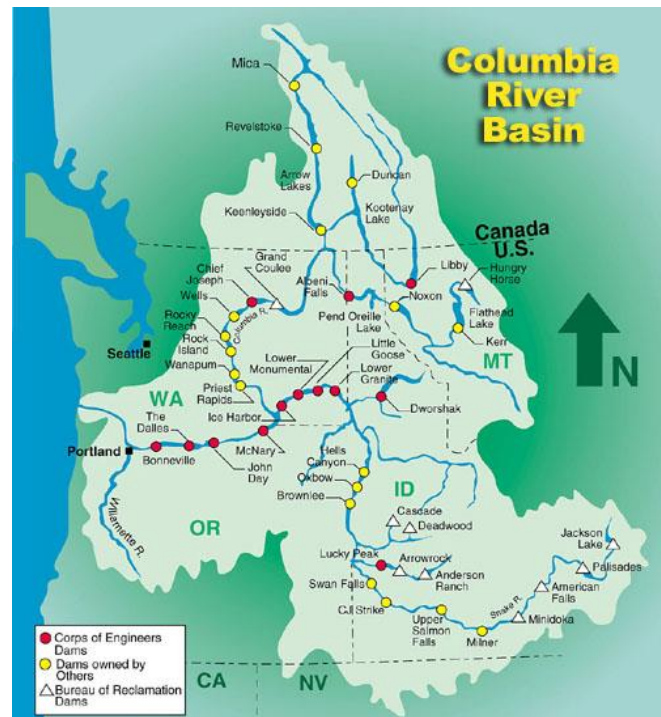 Columbia
River
Basin
Mica
Revelstoke
Arrow
Lakes
Duncan
Kootenay
Lake
Keenleyside
Canada
U.S.
Grand
Coulee
Chief
Joseph
Albeni
Falls
Libby
Hungry
Horse
Wells
Noxon
Rocky
Reach
Columbia R.
Pend Oreille
Lake
Flathead
Lake
Rock
Island
Kerr
Seattle
Little
Goose
MT
N
Wanapum
Lower
Monumental
Lower
Granite
WA
Priest
Rapids
Ice Harbor
Dworshak
The
Dalles
Portland
Bonneville
John
Day
McNary
Hells
Canyon
Oxbow
Brownlee
ID
Willamette R.
OR
Cascade
Deadwood
Jackson
Lake
Lucky Peak
Arrowrock
Palisades
Swan Falls
Anderson
Ranch
American
Falls
Snake R.
CJ Strike
Upper
Salmon
Falls
Milner
Minidoka
Corps of Engineers
Dams
Dams owned by
Others
Bureau of Reclamation
Dams
CA
NV